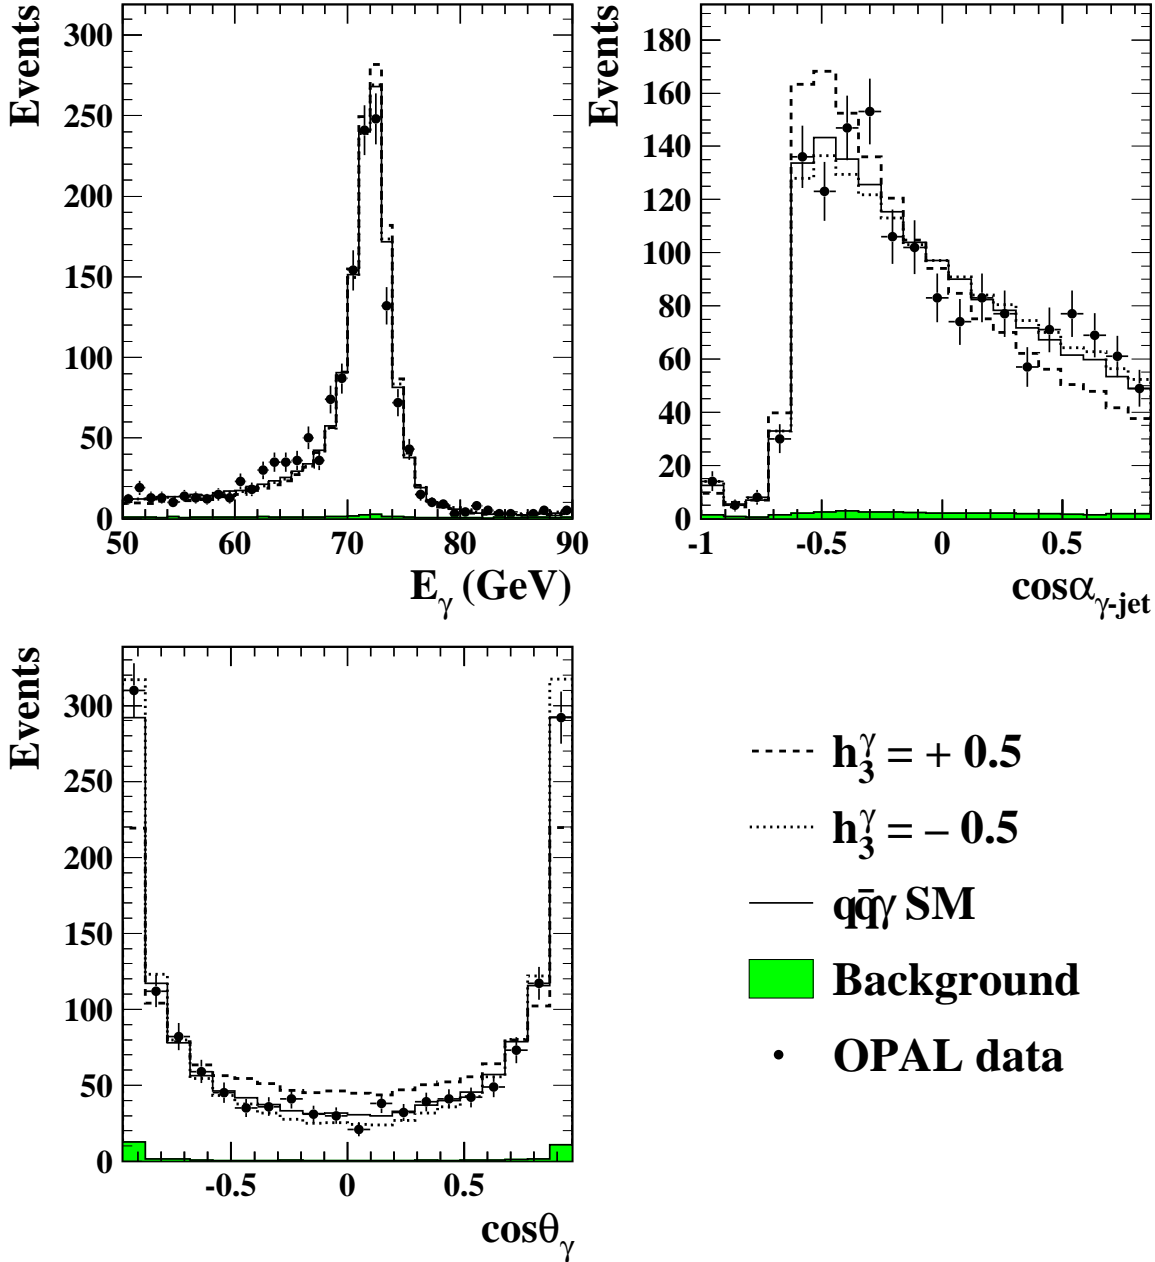 Events
300
250
200
150
100
50
0
50 60 70 80 90
E_γ (GeV)
Events
180
160
140
120
100
80
60
40
20
0
-1 -0.5 0 0.5
cosα_γ-jet
Events
300
250
200
150
100
50
0
-0.5 0 0.5
cosθ_γ
h₃^γ = + 0.5
h₃^γ = – 0.5
qq̄γ SM
Background
OPAL data